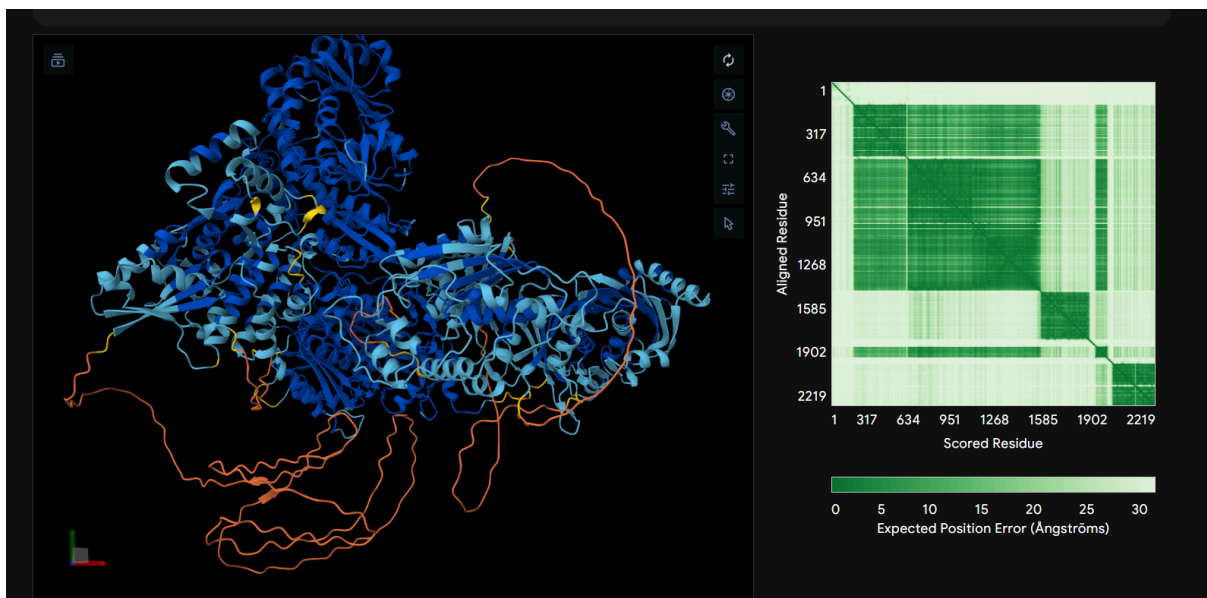 1
317
634
951
1268
1585
1902
2219
Aligned Residue
1 317 634 951 1268 1585 1902 2219
Scored Residue
0 5 10 15 20 25 30
Expected Position Error (Ångströms)